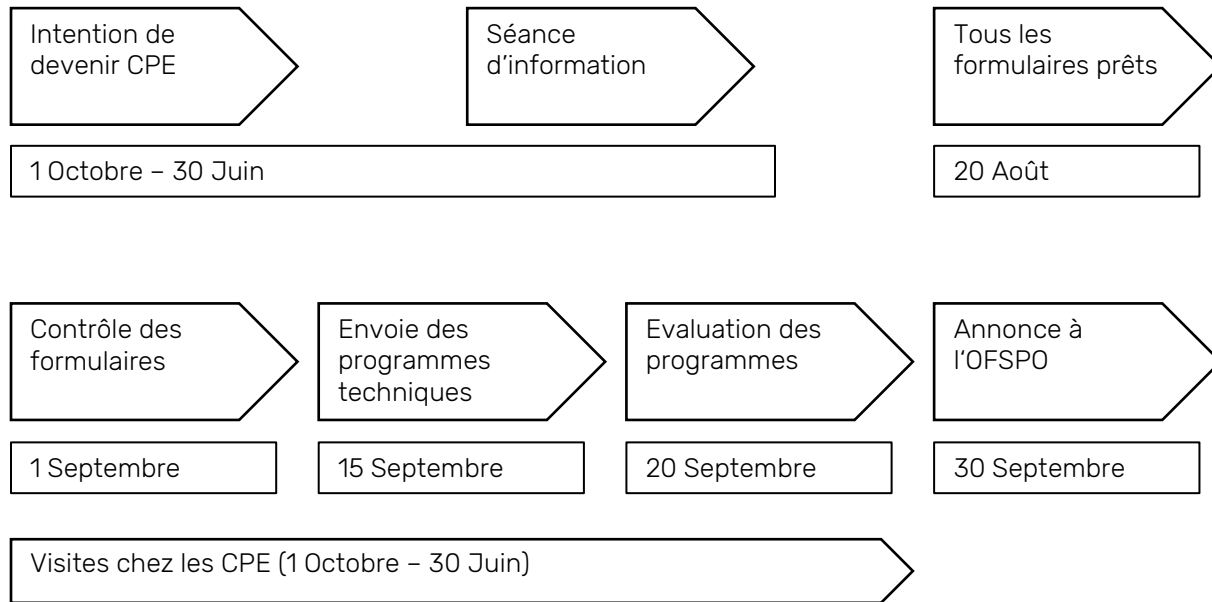 Intention de
devenir CPE
Séance
d'information
Tous les
formulaires prêts
1 Octobre – 30 Juin
20 Août
Contrôle des
formulaires
Envoie des
programmes
techniques
Evaluation des
programmes
Annonce à
l‘OFSPO
1 Septembre
15 Septembre
20 Septembre
30 Septembre
Visites chez les CPE (1 Octobre – 30 Juin)